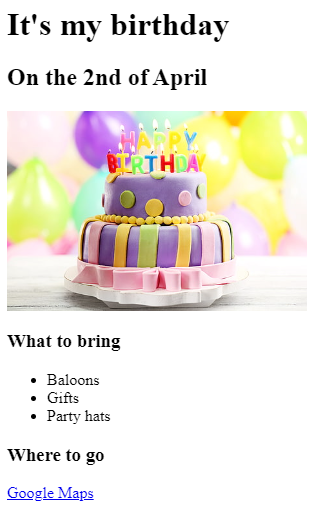 It's my birthday
On the 2nd of April
HAPPY
BIRTHDAY
What to bring
Baloons
Gifts
Party hats
Where to go
Google Maps